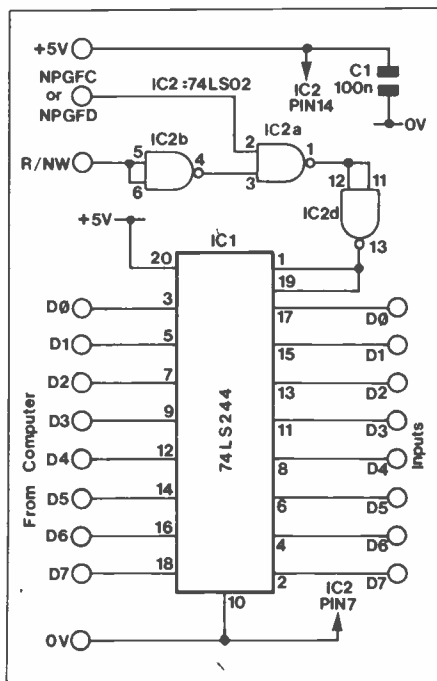 +5V
NPGFC
or
NPGFD
IC2 :74LS02
IC2
PIN14
C1
100n
0V
R/NW
5
6
IC2b
4
2
3
IC2a
1
12
11
IC2d
13
+5V
IC1
20
1
19
D0
3
17
D0
D1
5
15
D1
D2
7
13
D2
D3
9
11
D3
D4
12
8
D4
D5
14
6
D5
D6
16
4
D6
D7
18
2
D7
From Computer
74LS244
Inputs
10
IC2
PIN7
0V